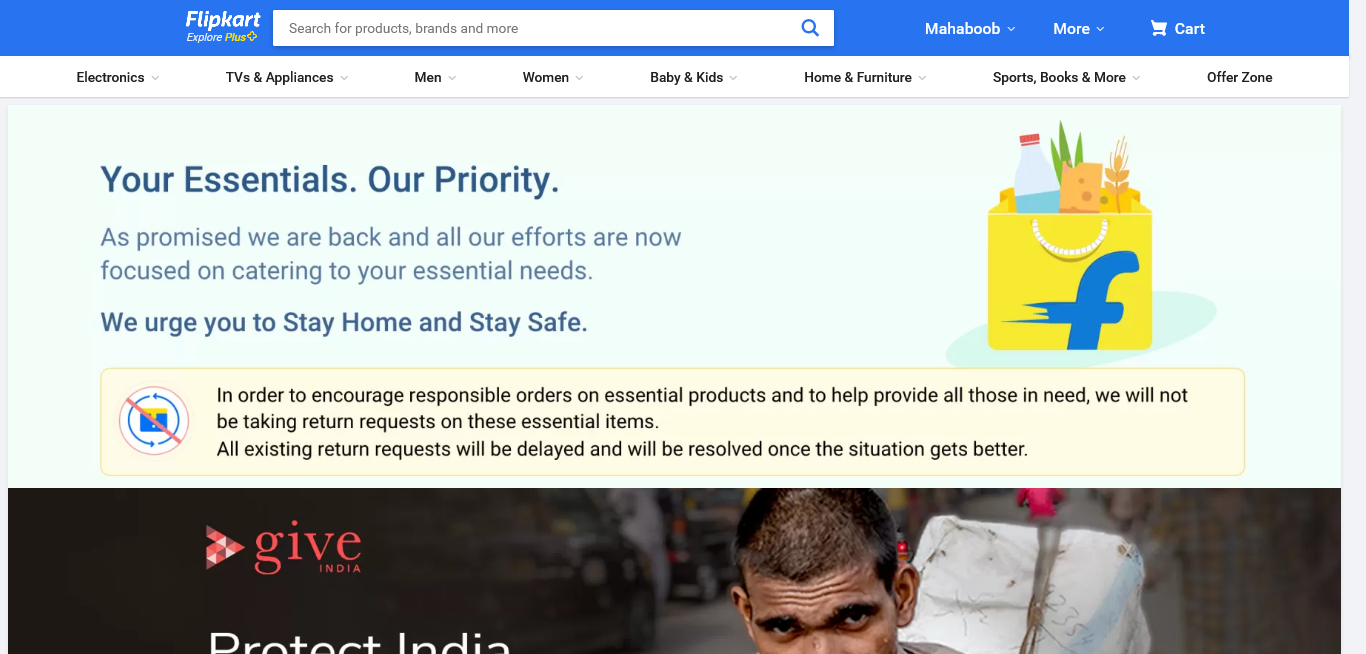 Flipkart
Explore Plus
Search for products, brands and more
Mahaboob
More
Cart
Electronics
TVs & Appliances
Men
Women
Baby & Kids
Home & Furniture
Sports, Books & More
Offer Zone
Your Essentials. Our Priority.
As promised we are back and all our efforts are now
focused on catering to your essential needs.
We urge you to Stay Home and Stay Safe.
f
In order to encourage responsible orders on essential products and to help provide all those in need, we will not
be taking return requests on these essential items.
All existing return requests will be delayed and will be resolved once the situation gets better.
give
INDIA
Protect India